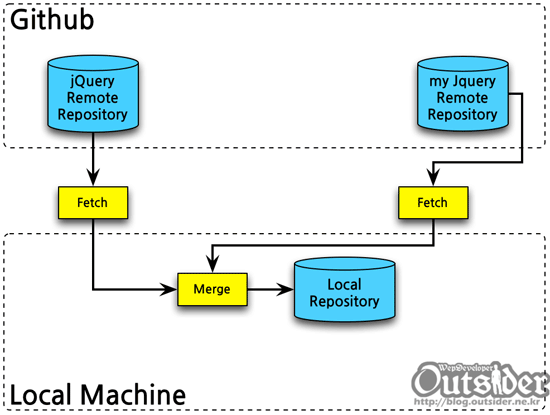 Github
jQuery
Remote
Repository
my Jquery
Remote
Repository
Fetch
Fetch
Merge
Local
Repository
Local Machine
WepDeveloper
Outsider
http://blog.outsider.ne.kr